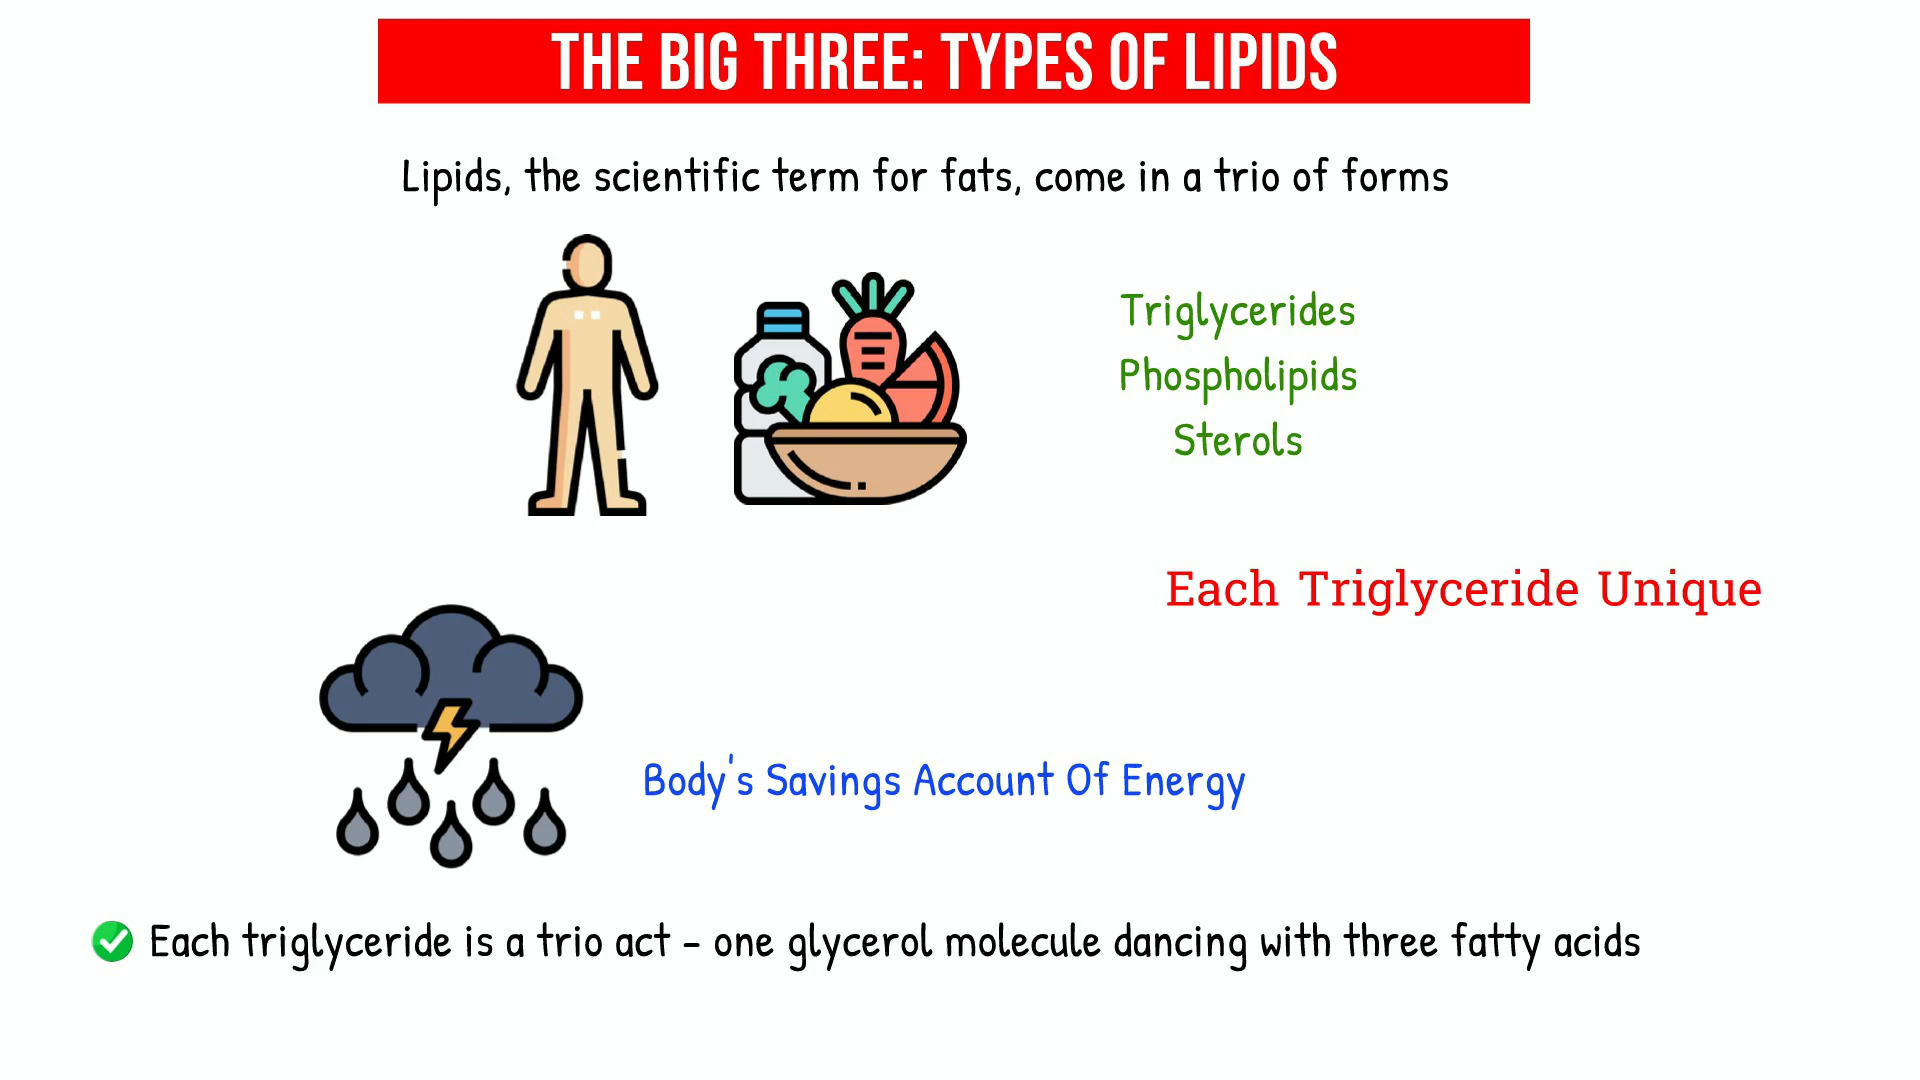 THE BIG THREE: TYPES OF LIPIDS
Lipids, the scientific term for fats, come in a trio of forms
Triglycerides
Phospholipids
Sterols
Each Triglyceride Unique
Body's Savings Account Of Energy
Each triglyceride is a trio act - one glycerol molecule dancing with three fatty acids